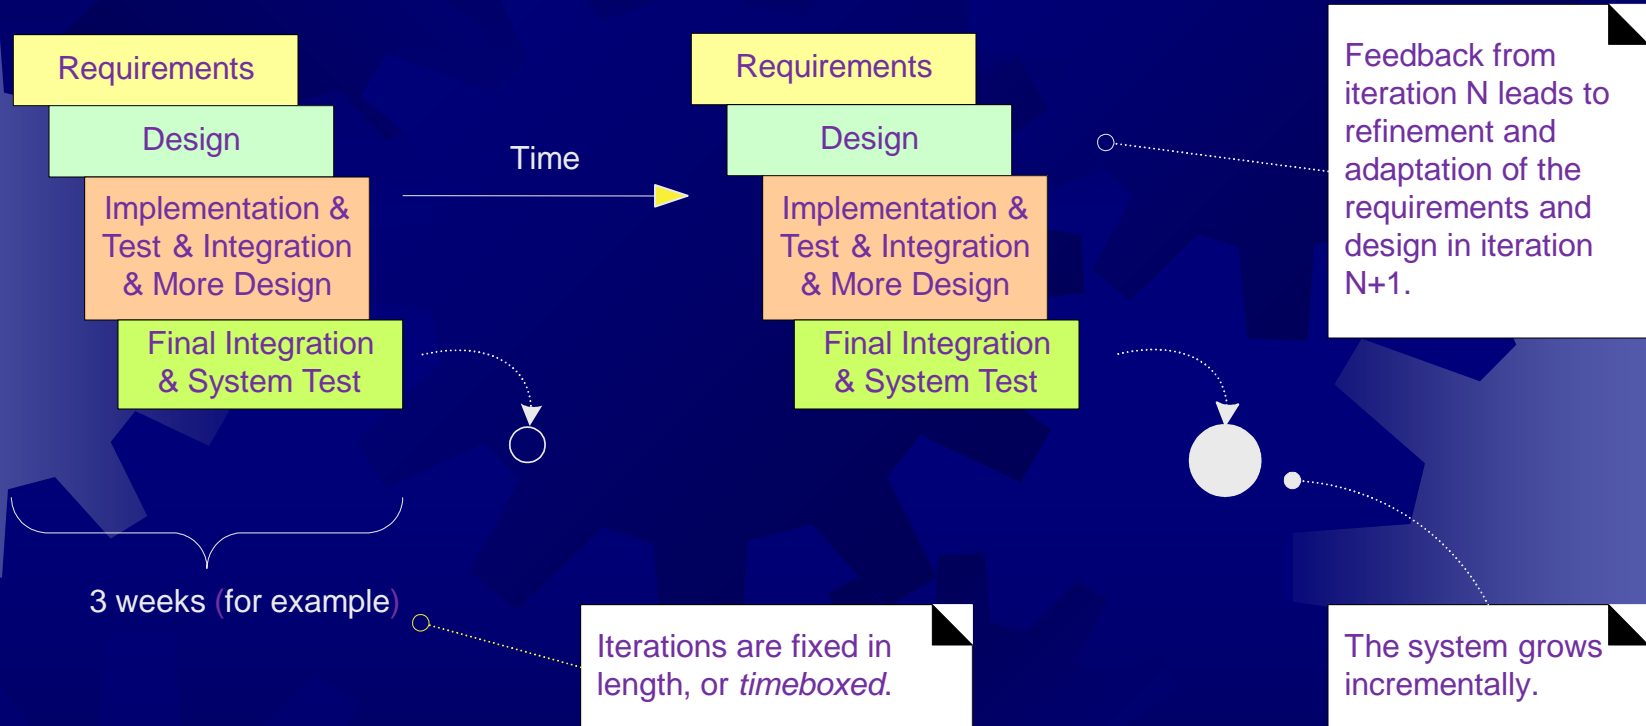 Requirements
Design
Implementation &
Test & Integration
& More Design
Final Integration
& System Test
Time
Requirements
Design
Implementation &
Test & Integration
& More Design
Final Integration
& System Test
Feedback from
iteration N leads to
refinement and
adaptation of the
requirements and
design in iteration
N+1.
3 weeks (for example)
Iterations are fixed in
length, or timeboxed.
The system grows
incrementally.